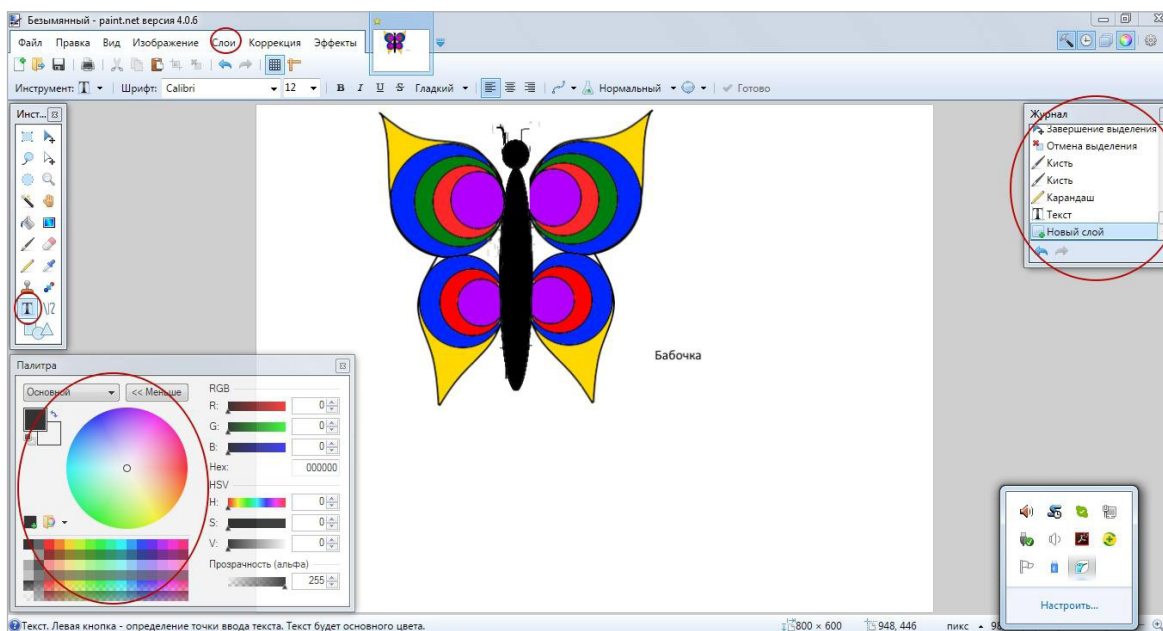 Безымянный - paint.net версия 4.0.6
Файл Правка Вид Изображение Слои Коррекция Эффекты
Инструмент: T Шрифт: Calibri 12 B I U S Гладкий Нормальный Готово
Инст...
Журнал
Завершение выделения
Отмена выделения
Кисть
Кисть
Карандаш
Текст
Новый слой
Бабочка
Палитра
Основной << Меньше
RGB
R: 0
G: 0
B: 0
Hex: 000000
HSV
H: 0
S: 0
V: 0
Прозрачность (альфа)
255
Настроить...
Текст. Левая кнопка - определение точки ввода текста. Текст будет основного цвета. 800 × 600 948, 446 пикс